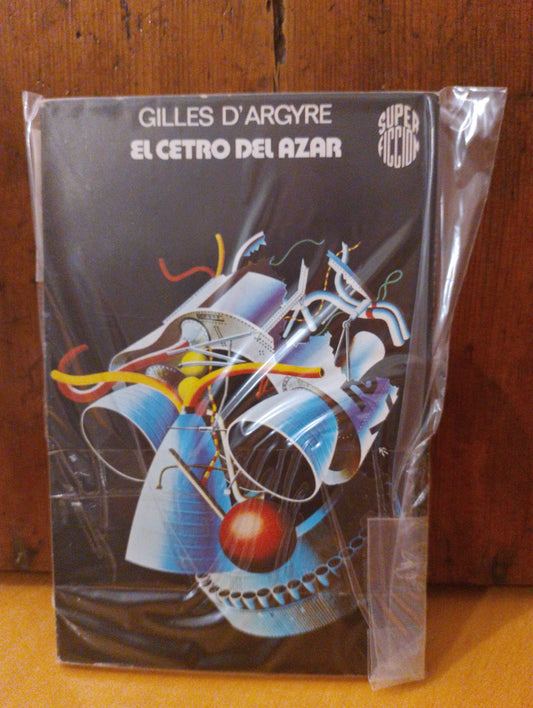 GILLES D'ARGYRE
EL CETRO DEL AZAR
SUPER
FICCION